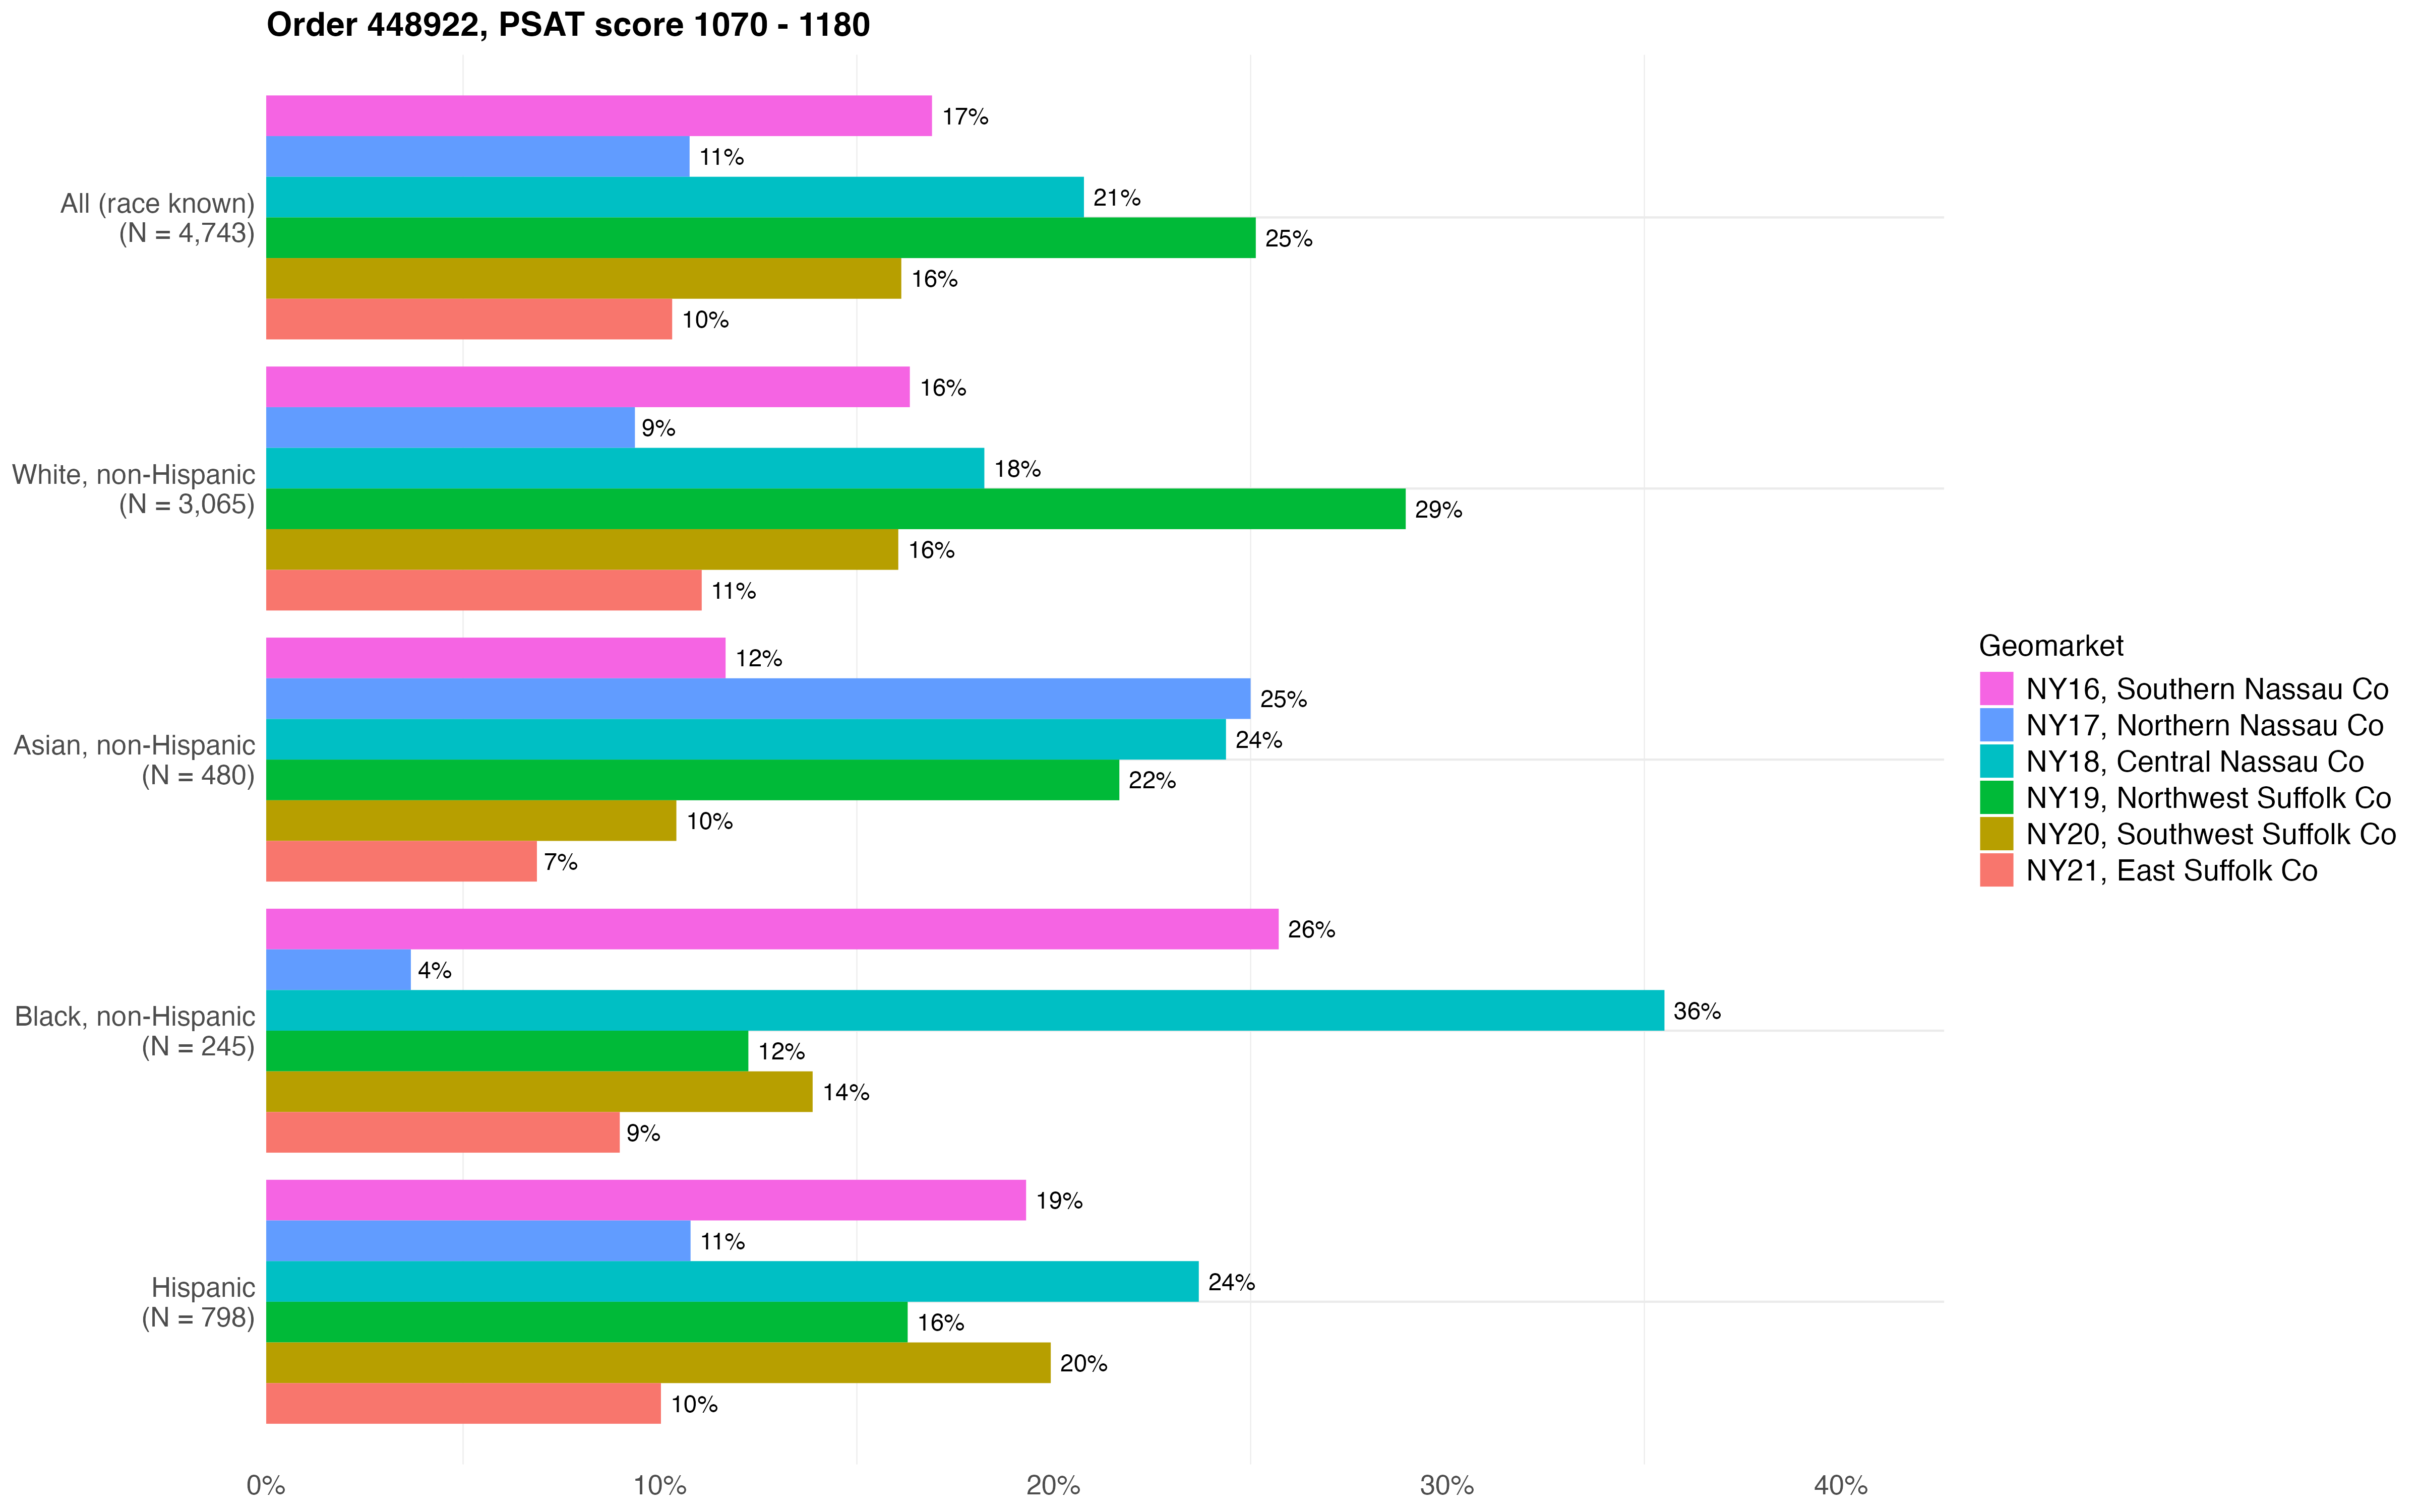 Order 448922, PSAT score 1070 - 1180
All (race known)
(N = 4,743)
17%
11%
21%
25%
16%
10%
White, non-Hispanic
(N = 3,065)
16%
9%
18%
29%
16%
11%
Asian, non-Hispanic
(N = 480)
12%
25%
24%
22%
10%
7%
Black, non-Hispanic
(N = 245)
26%
4%
36%
12%
14%
9%
Hispanic
(N = 798)
19%
11%
24%
16%
20%
10%
0% 10% 20% 30% 40%
Geomarket
NY16, Southern Nassau Co
NY17, Northern Nassau Co
NY18, Central Nassau Co
NY19, Northwest Suffolk Co
NY20, Southwest Suffolk Co
NY21, East Suffolk Co